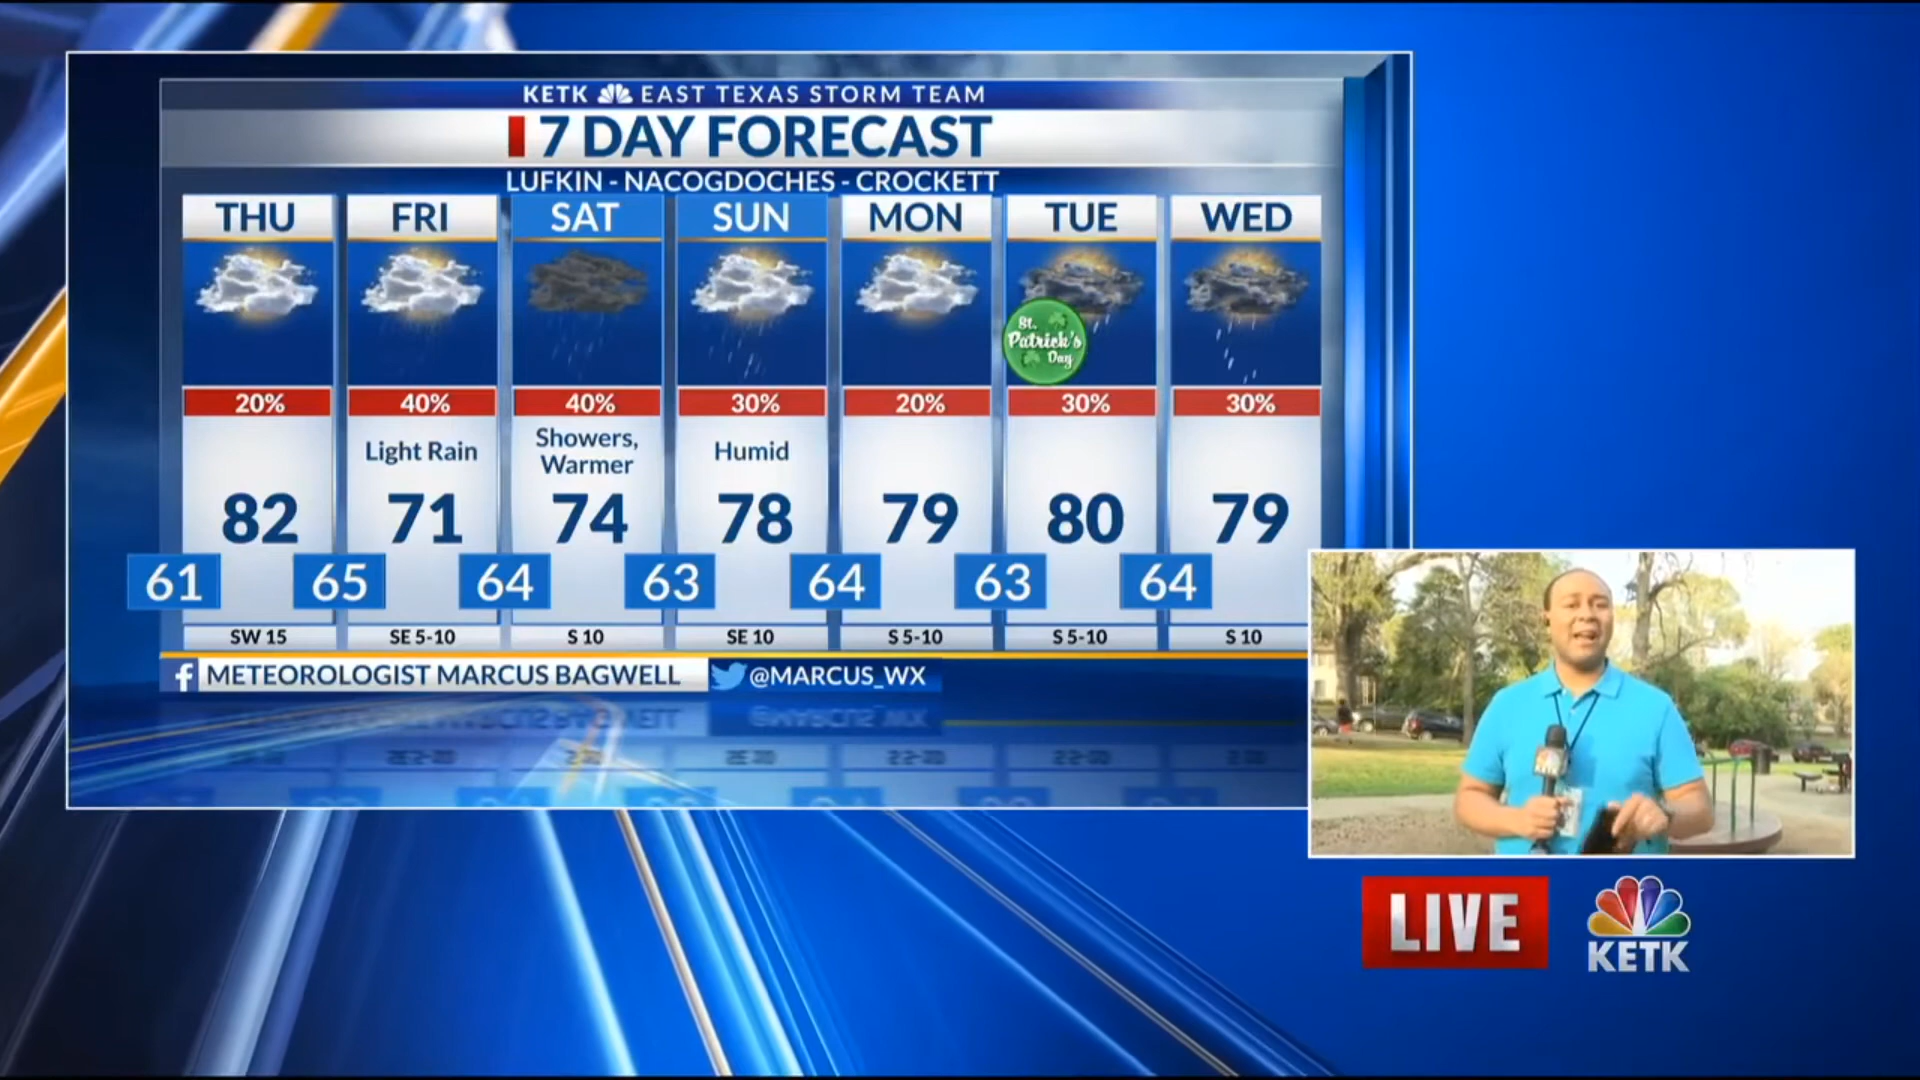 KETK EAST TEXAS STORM TEAM
7 DAY FORECAST
LUFKIN - NACOGDOCHES - CROCKETT
THU FRI SAT SUN MON TUE WED
St.
Patrick's
Day
20% 40% 40% 30% 20% 30% 30%
Light Rain
Showers,
Warmer
Humid
82 71 74 78 79 80 79
61 65 64 63 64 63 64
SW 15 SE 5-10 S 10 SE 10 S 5-10 S 5-10 S 10
f METEOROLOGIST MARCUS BAGWELL @MARCUS_WX
LIVE
KETK